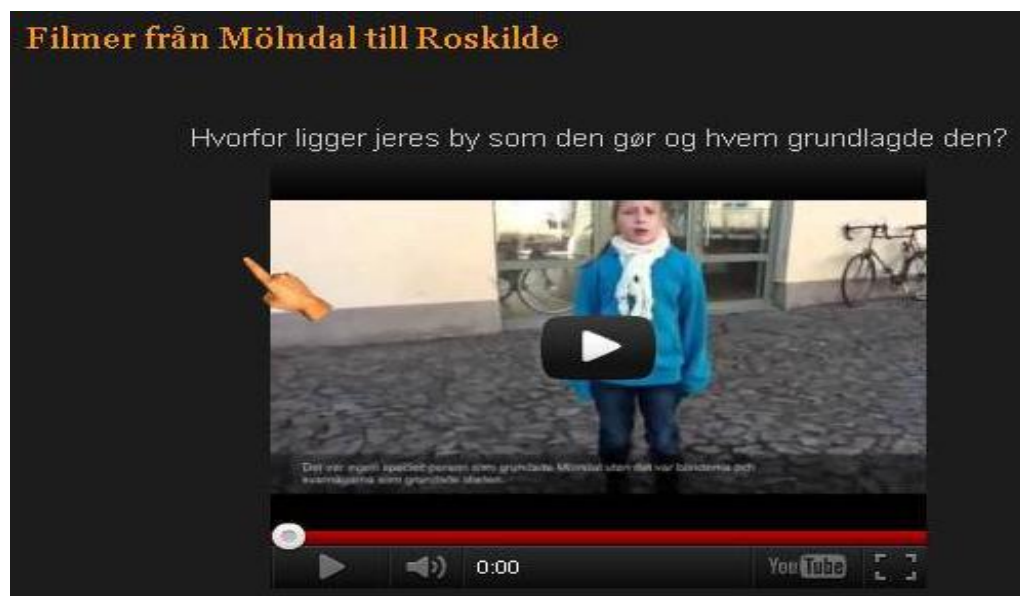 Filmer från Mölndal till Roskilde
Hvorfor ligger jeres by som den gør og hvem grundlagde den?
Det var ingen speciell person som grundade Mölndal utan det var bönderna och
kvarnägarna som grundade staden.
0:00
YouTube